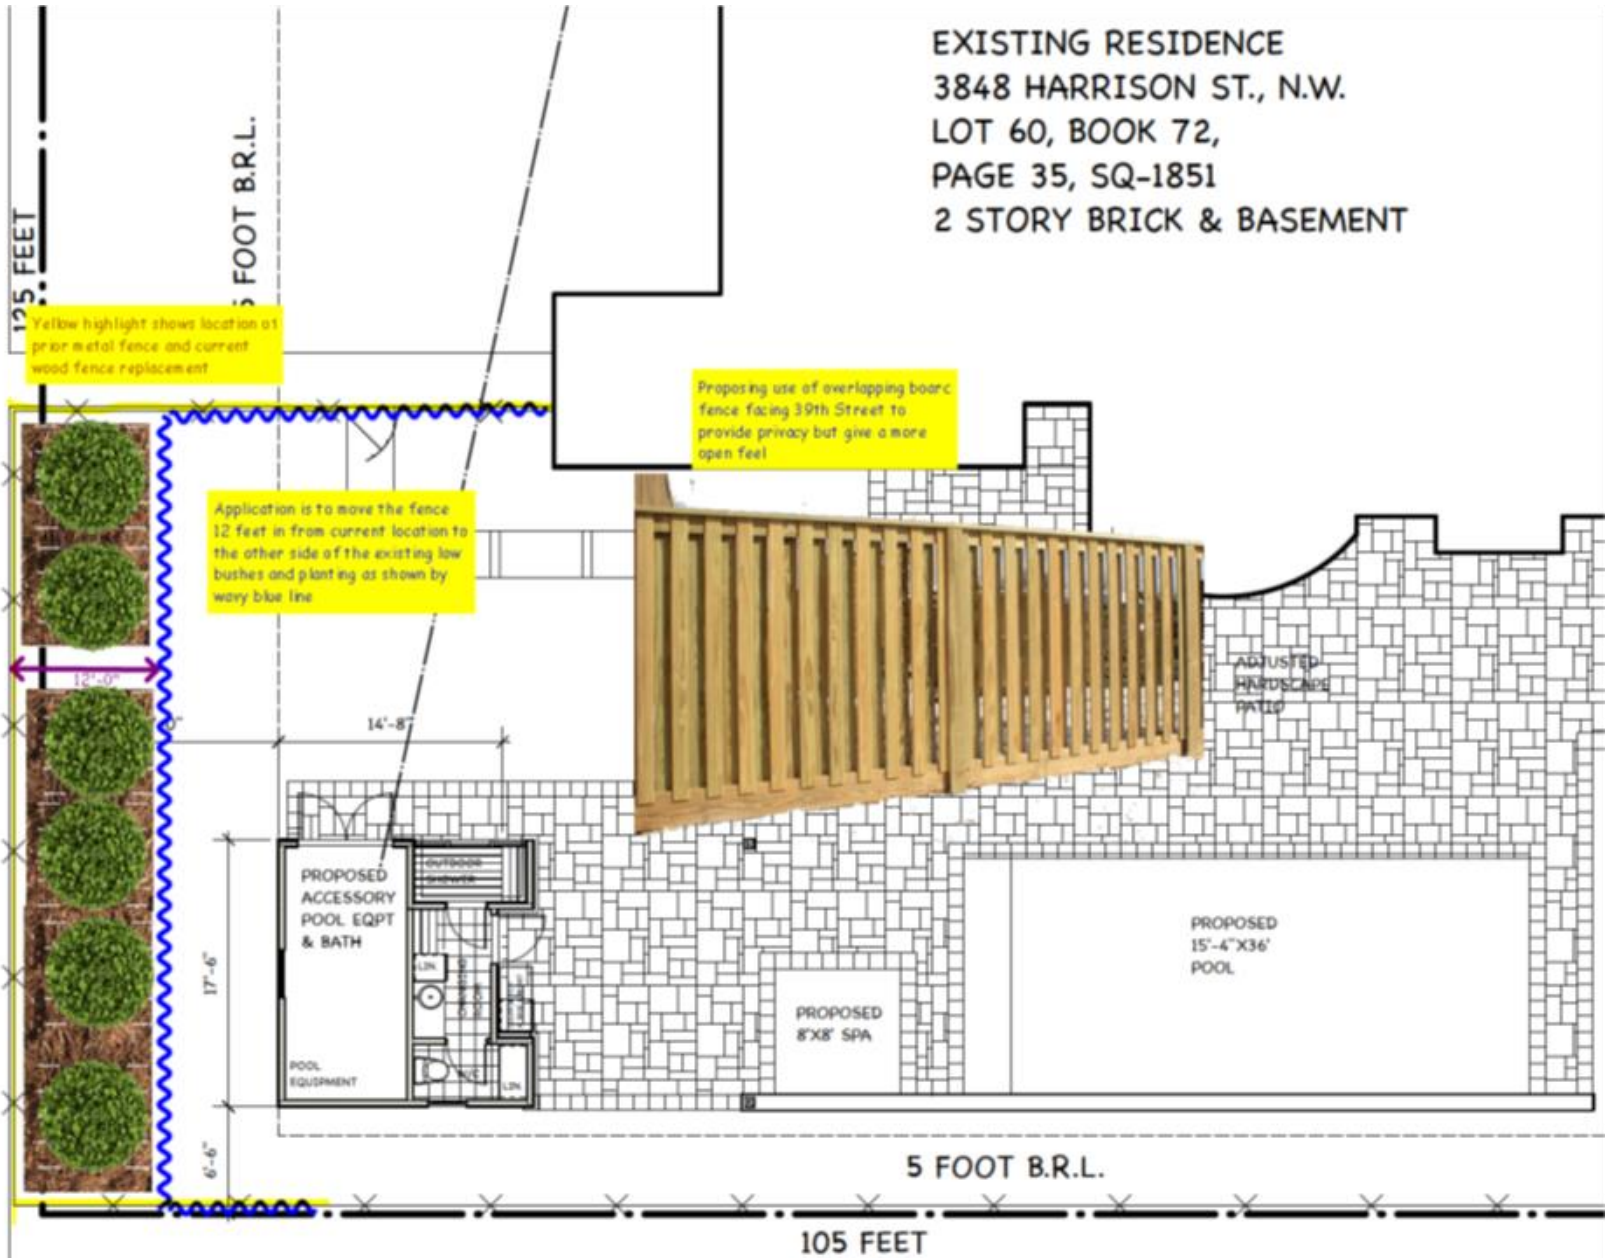 EXISTING RESIDENCE
3848 HARRISON ST., N.W.
LOT 60, BOOK 72,
PAGE 35, SQ-1851
2 STORY BRICK & BASEMENT
125 FEET
FOOT B.R.L.
Yellow highlight shows location of
prior metal fence and current
wood fence replacement
Proposing use of overlapping boarc
fence facing 39th Street to
provide privacy but give a more
open feel
Application is to move the fence
12 feet in from current location to
the other side of the existing low
bushes and planting as shown by
wavy blue line
12'-0"
14'-8"
ADJUSTED
HARDSCAPE
PATIO
PROPOSED
ACCESSORY
POOL EQPT
& BATH
OUTDOOR
SHOWER
LIN.
CHANGING
ROOM
POOL
EQUIPMENT
W.C.
LIN.
17'-6"
6'-6"
PROPOSED
8'X8' SPA
PROPOSED
15'-4"X36'
POOL
5 FOOT B.R.L.
105 FEET